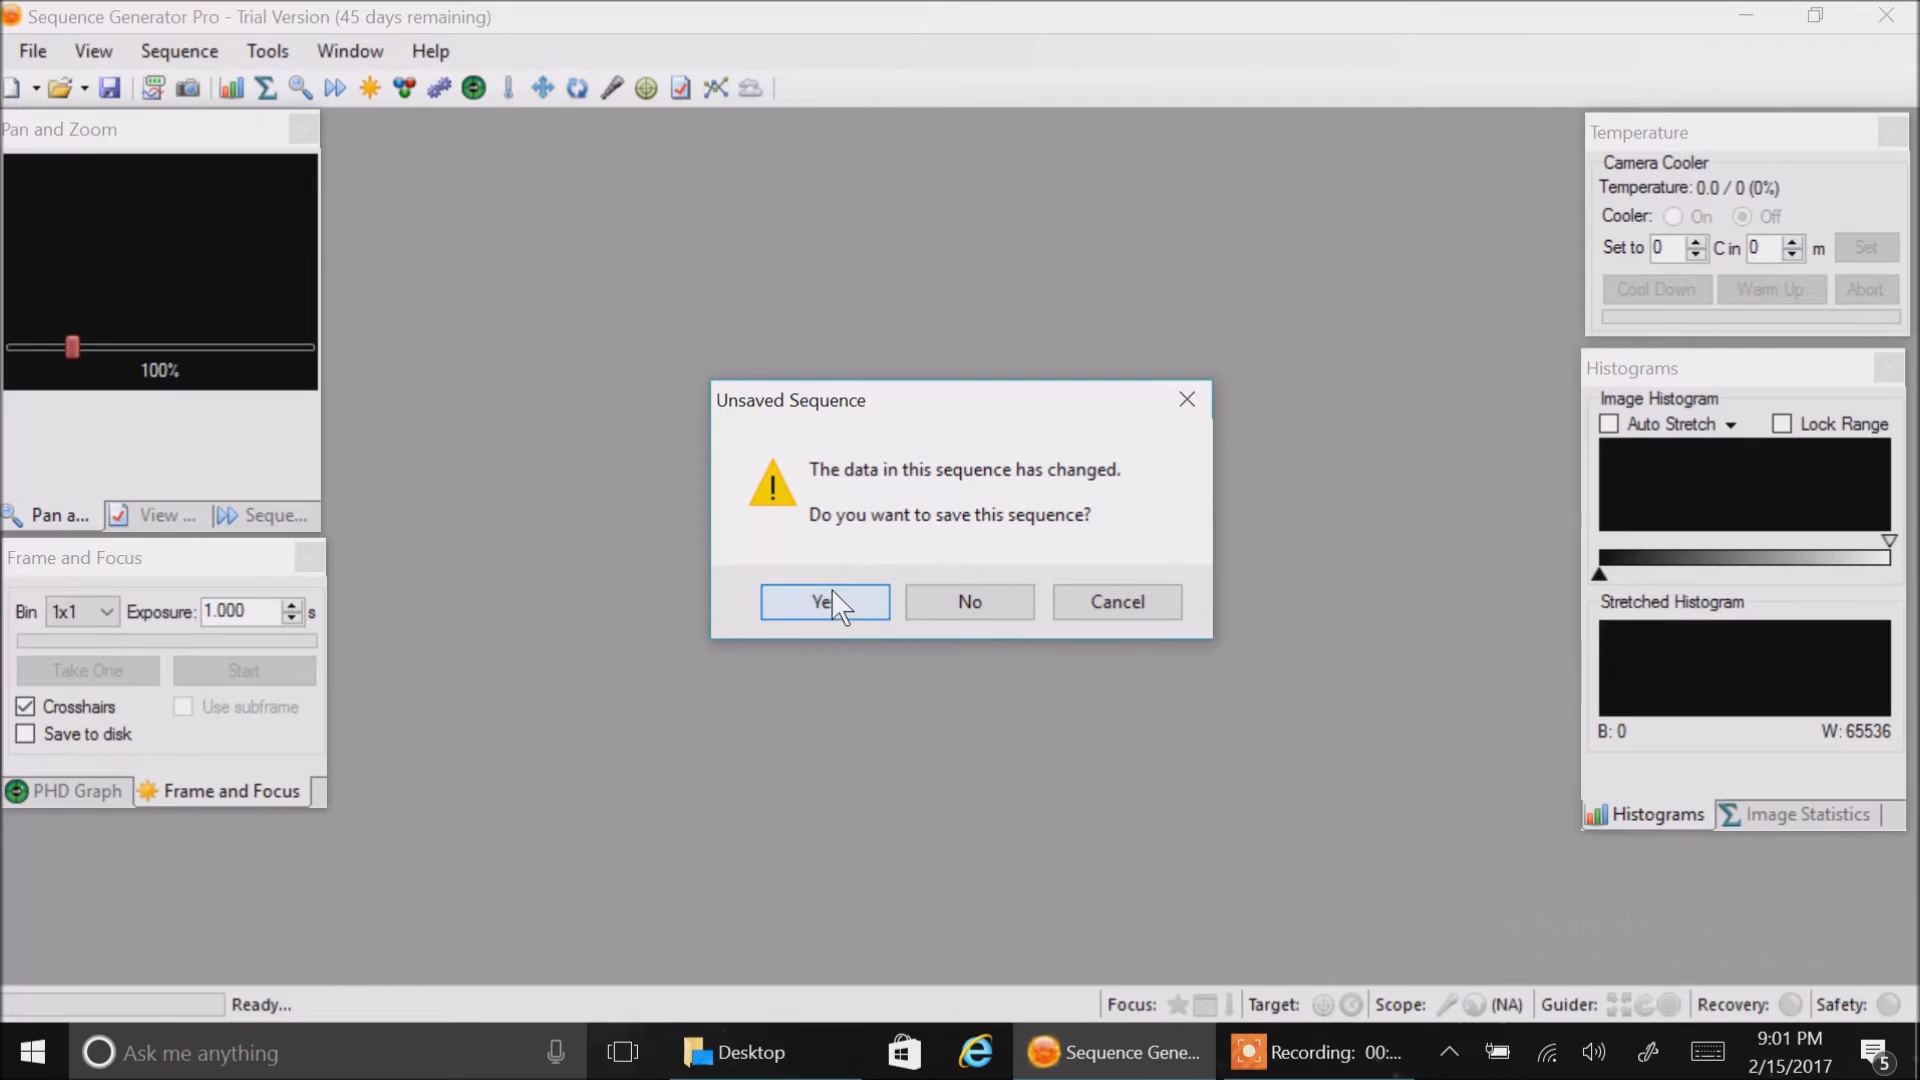 Sequence Generator Pro - Trial Version (45 days remaining)
File View Sequence Tools Window Help
Pan and Zoom
100%
Pan a... View ... Seque...
Frame and Focus
Bin 1x1 Exposure: 1.000 s
Take One Start
Crosshairs Use subframe
Save to disk
PHD Graph Frame and Focus
Unsaved Sequence
The data in this sequence has changed.
Do you want to save this sequence?
No Cancel
Temperature
Camera Cooler
Temperature: 0.0 / 0 (0%)
Cooler: On Off
Set to 0 C in 0 m Set
Cool Down Warm Up Abort
Histograms
Image Histogram
Auto Stretch Lock Range
Stretched Histogram
B: 0 W: 65536
Histograms Image Statistics
Ready... Focus: Target: Scope: (NA) Guider: Recovery: Safety:
Ask me anything Desktop Sequence Gene... Recording: 00:... 9:01 PM
2/15/2017 5